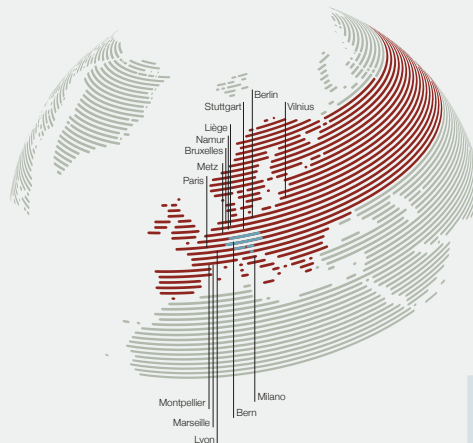 Berlin
Stuttgart
Vilnius
Liège
Namur
Bruxelles
Metz
Paris
Montpellier
Milano
Marseille
Bern
Lyon